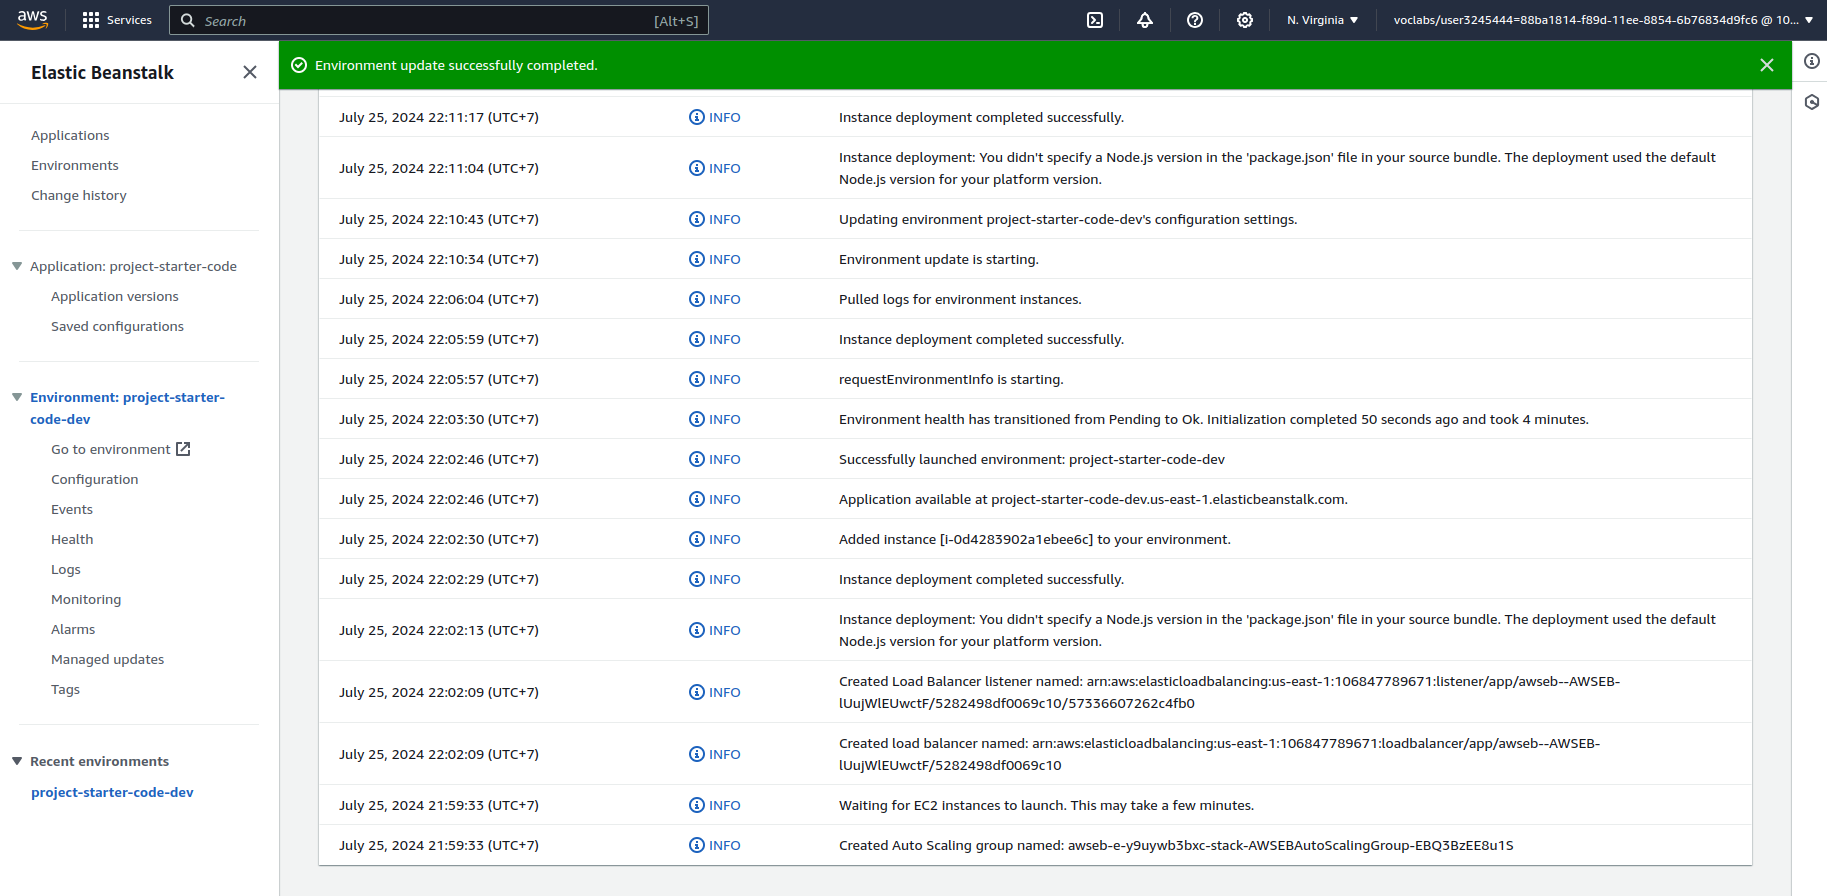 aws
Services
Search
[Alt+S]
N. Virginia
voclabs/user3245444=88ba1814-f89d-11ee-8854-6b76834d9fc6 @ 10...
Elastic Beanstalk
Applications
Environments
Change history
Application: project-starter-code
Application versions
Saved configurations
Environment: project-starter-
code-dev
Go to environment
Configuration
Events
Health
Logs
Monitoring
Alarms
Managed updates
Tags
Recent environments
project-starter-code-dev
Environment update successfully completed.
July 25, 2024 22:11:17 (UTC+7) INFO Instance deployment completed successfully.
July 25, 2024 22:11:04 (UTC+7) INFO Instance deployment: You didn't specify a Node.js version in the 'package.json' file in your source bundle. The deployment used the default
Node.js version for your platform version.
July 25, 2024 22:10:43 (UTC+7) INFO Updating environment project-starter-code-dev's configuration settings.
July 25, 2024 22:10:34 (UTC+7) INFO Environment update is starting.
July 25, 2024 22:06:04 (UTC+7) INFO Pulled logs for environment instances.
July 25, 2024 22:05:59 (UTC+7) INFO Instance deployment completed successfully.
July 25, 2024 22:05:57 (UTC+7) INFO requestEnvironmentInfo is starting.
July 25, 2024 22:03:30 (UTC+7) INFO Environment health has transitioned from Pending to Ok. Initialization completed 50 seconds ago and took 4 minutes.
July 25, 2024 22:02:46 (UTC+7) INFO Successfully launched environment: project-starter-code-dev
July 25, 2024 22:02:46 (UTC+7) INFO Application available at project-starter-code-dev.us-east-1.elasticbeanstalk.com.
July 25, 2024 22:02:30 (UTC+7) INFO Added instance [i-0d4283902a1ebee6c] to your environment.
July 25, 2024 22:02:29 (UTC+7) INFO Instance deployment completed successfully.
July 25, 2024 22:02:13 (UTC+7) INFO Instance deployment: You didn't specify a Node.js version in the 'package.json' file in your source bundle. The deployment used the default
Node.js version for your platform version.
July 25, 2024 22:02:09 (UTC+7) INFO Created Load Balancer listener named: arn:aws:elasticloadbalancing:us-east-1:106847789671:listener/app/awseb--AWSEB-
lUujWlEUwctF/5282498df0069c10/57336607262c4fb0
July 25, 2024 22:02:09 (UTC+7) INFO Created load balancer named: arn:aws:elasticloadbalancing:us-east-1:106847789671:loadbalancer/app/awseb--AWSEB-
lUujWlEUwctF/5282498df0069c10
July 25, 2024 21:59:33 (UTC+7) INFO Waiting for EC2 instances to launch. This may take a few minutes.
July 25, 2024 21:59:33 (UTC+7) INFO Created Auto Scaling group named: awseb-e-y9uywb3bxc-stack-AWSEBAutoScalingGroup-EBQ3BzEE8u1S